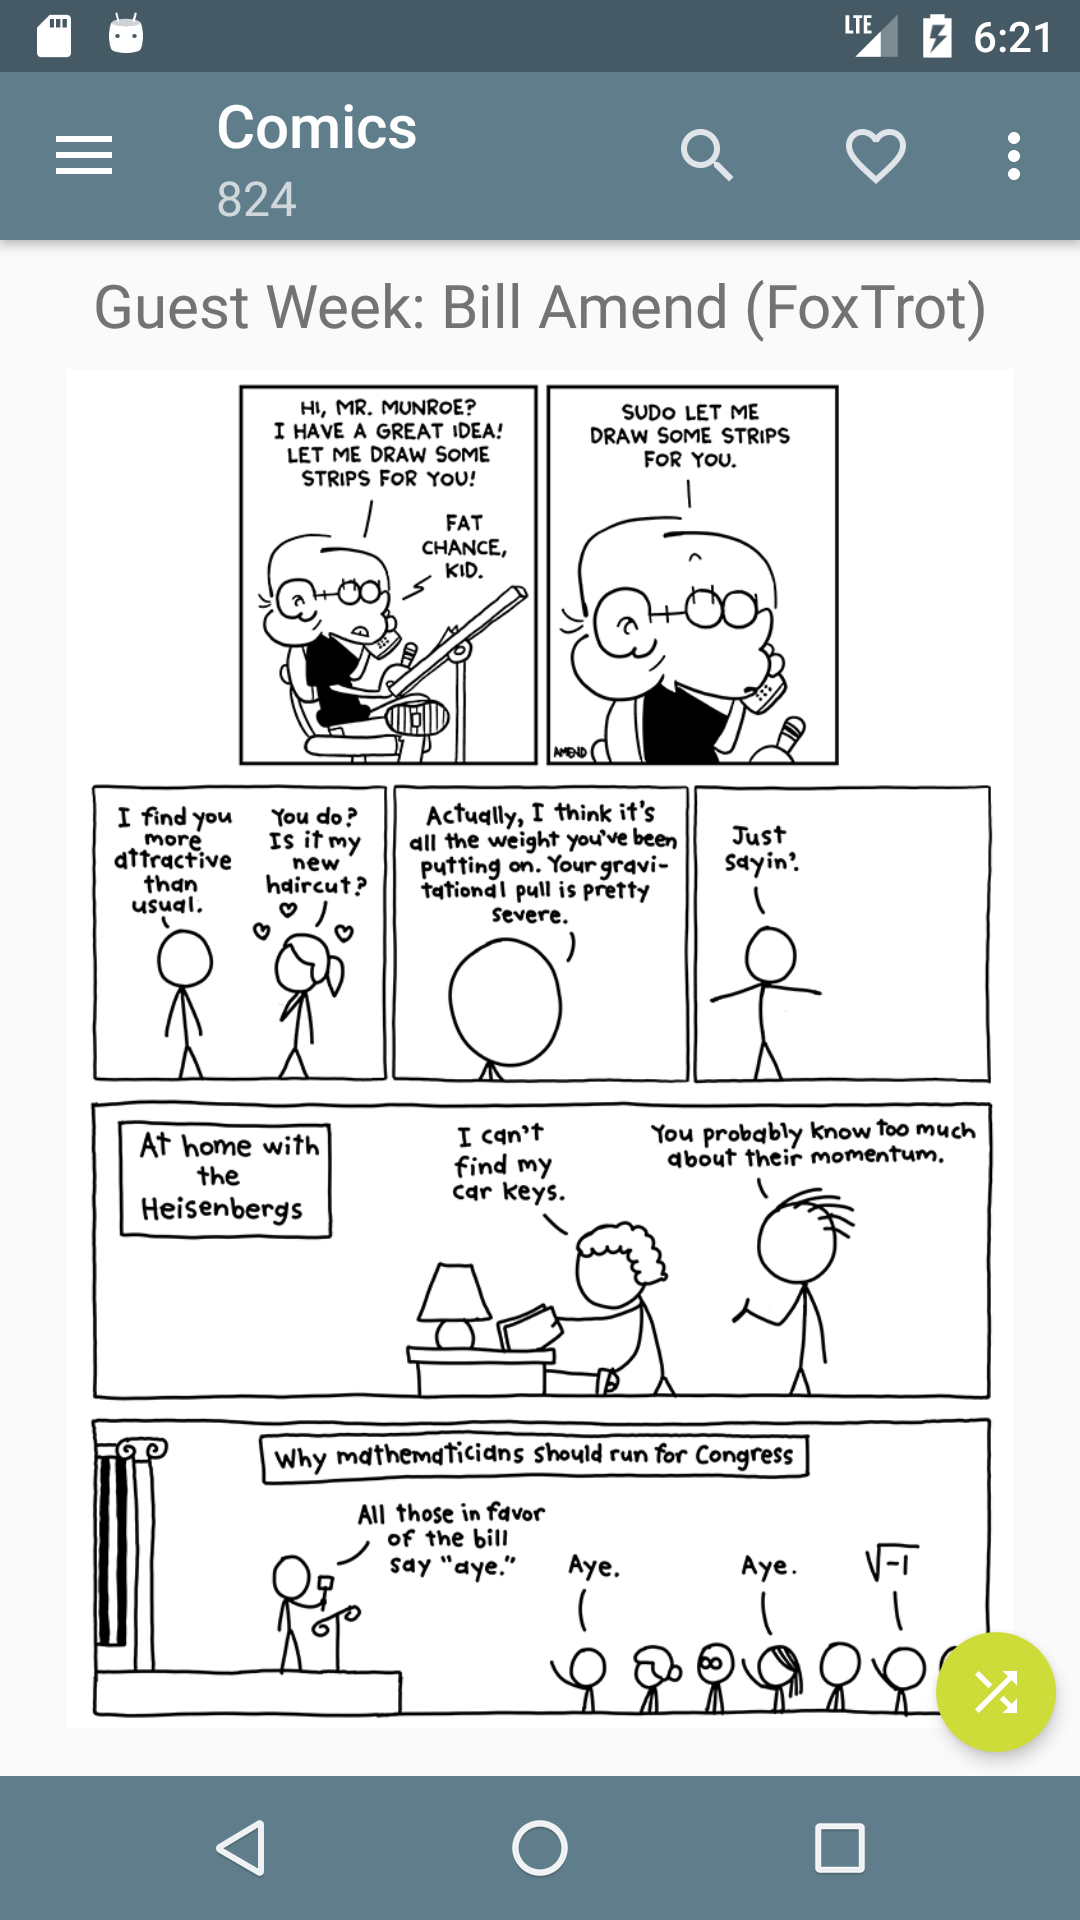 LTE 6:21
Comics
824
Guest Week: Bill Amend (FoxTrot)
HI, MR. MUNROE?
I HAVE A GREAT IDEA!
LET ME DRAW SOME
STRIPS FOR YOU!
FAT
CHANCE,
KID.
SUDO LET ME
DRAW SOME STRIPS
FOR YOU.
AMEND
I find you
more
attractive
than
usual.
You do?
Is it my
new
haircut?
Actually, I think it's
all the weight you've been
putting on. Your gravi-
tational pull is pretty
severe.
Just
sayin'.
At home with
the
Heisenbergs
I can't
find my
car keys.
You probably know too much
about their momentum.
Why mathematicians should run for Congress
All those in favor
of the bill
say "aye."
Aye.
Aye.
√-1